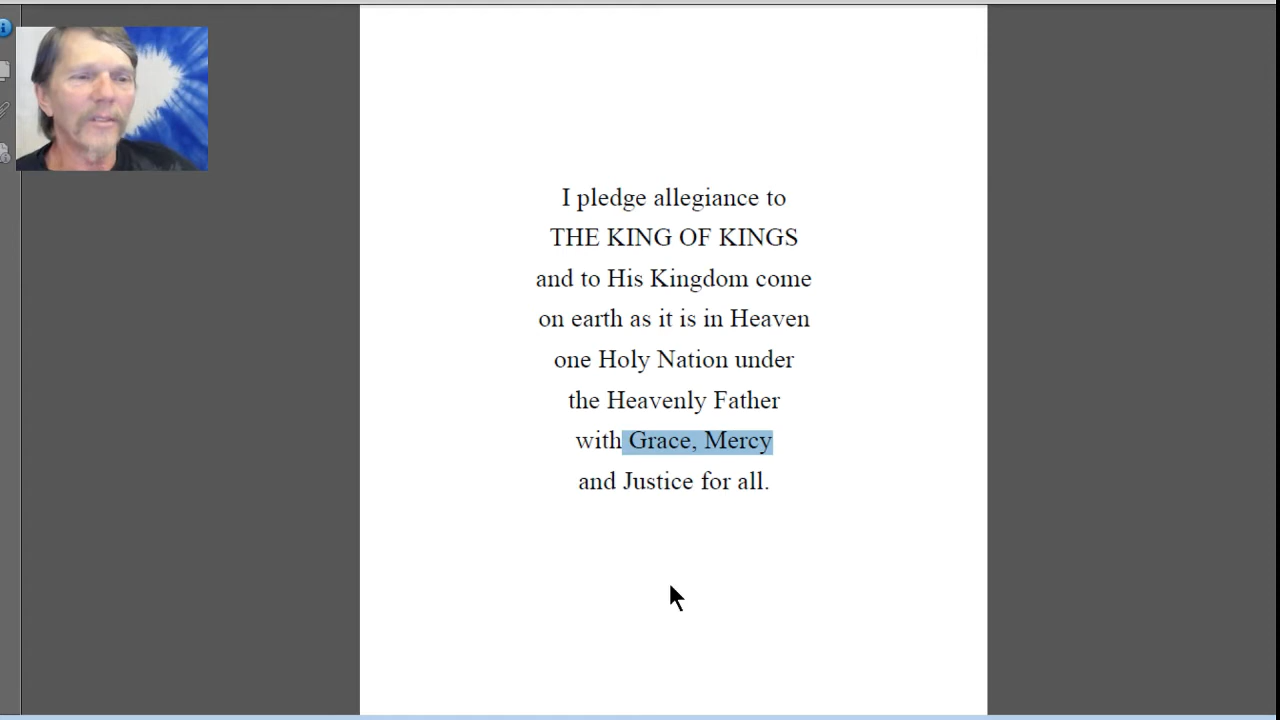 I pledge allegiance to
THE KING OF KINGS
and to His Kingdom come
on earth as it is in Heaven
one Holy Nation under
the Heavenly Father
with Grace, Mercy
and Justice for all.